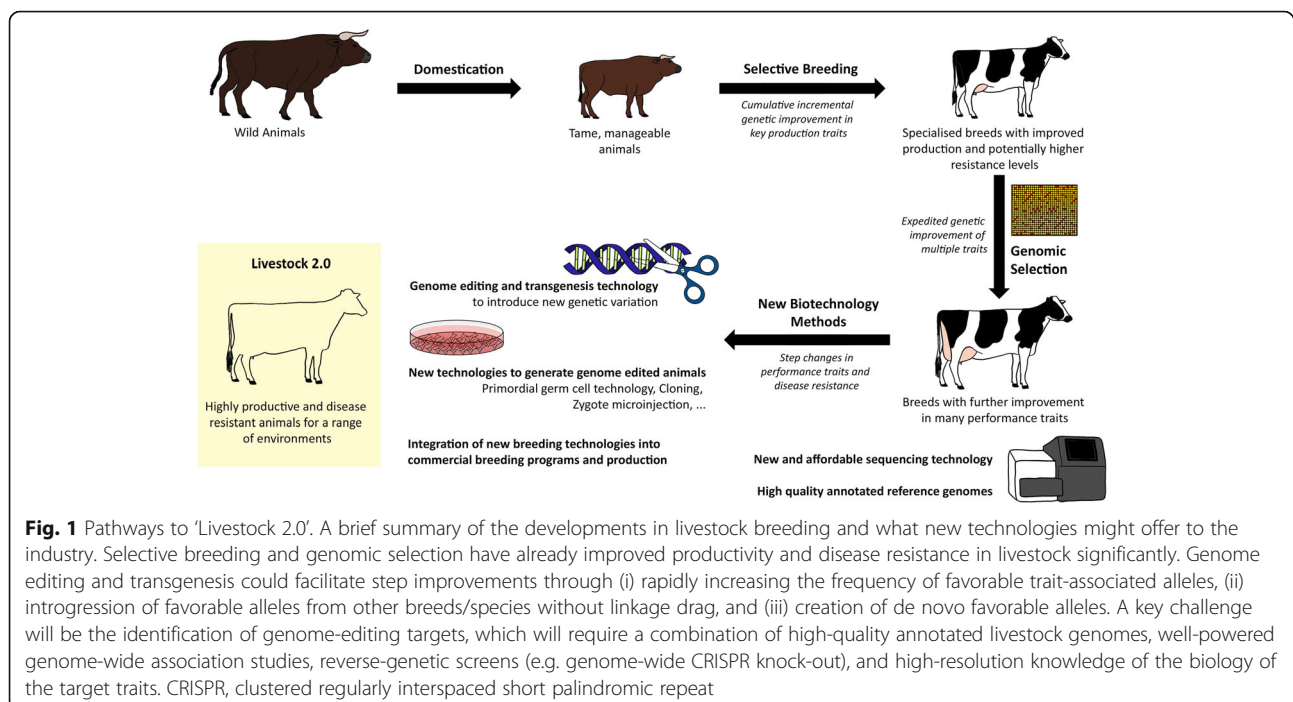 Domestication
Selective Breeding
Cumulative incremental
genetic improvement in
key production traits
Wild Animals
Tame, manageable
animals
Specialised breeds with improved
production and potentially higher
resistance levels
Expedited genetic
improvement of
multiple traits
Genomic
Selection
Livestock 2.0
Highly productive and disease
resistant animals for a range
of environments
Genome editing and transgenesis technology
to introduce new genetic variation
New technologies to generate genome edited animals
Primordial germ cell technology, Cloning,
Zygote microinjection, ...
Integration of new breeding technologies into
commercial breeding programs and production
New Biotechnology
Methods
Step changes in
performance traits and
disease resistance
Breeds with further improvement
in many performance traits
New and affordable sequencing technology
High quality annotated reference genomes
Fig. 1 Pathways to ‘Livestock 2.0’. A brief summary of the developments in livestock breeding and what new technologies might offer to the
industry. Selective breeding and genomic selection have already improved productivity and disease resistance in livestock significantly. Genome
editing and transgenesis could facilitate step improvements through (i) rapidly increasing the frequency of favorable trait-associated alleles, (ii)
introgression of favorable alleles from other breeds/species without linkage drag, and (iii) creation of de novo favorable alleles. A key challenge
will be the identification of genome-editing targets, which will require a combination of high-quality annotated livestock genomes, well-powered
genome-wide association studies, reverse-genetic screens (e.g. genome-wide CRISPR knock-out), and high-resolution knowledge of the biology of
the target traits. CRISPR, clustered regularly interspaced short palindromic repeat